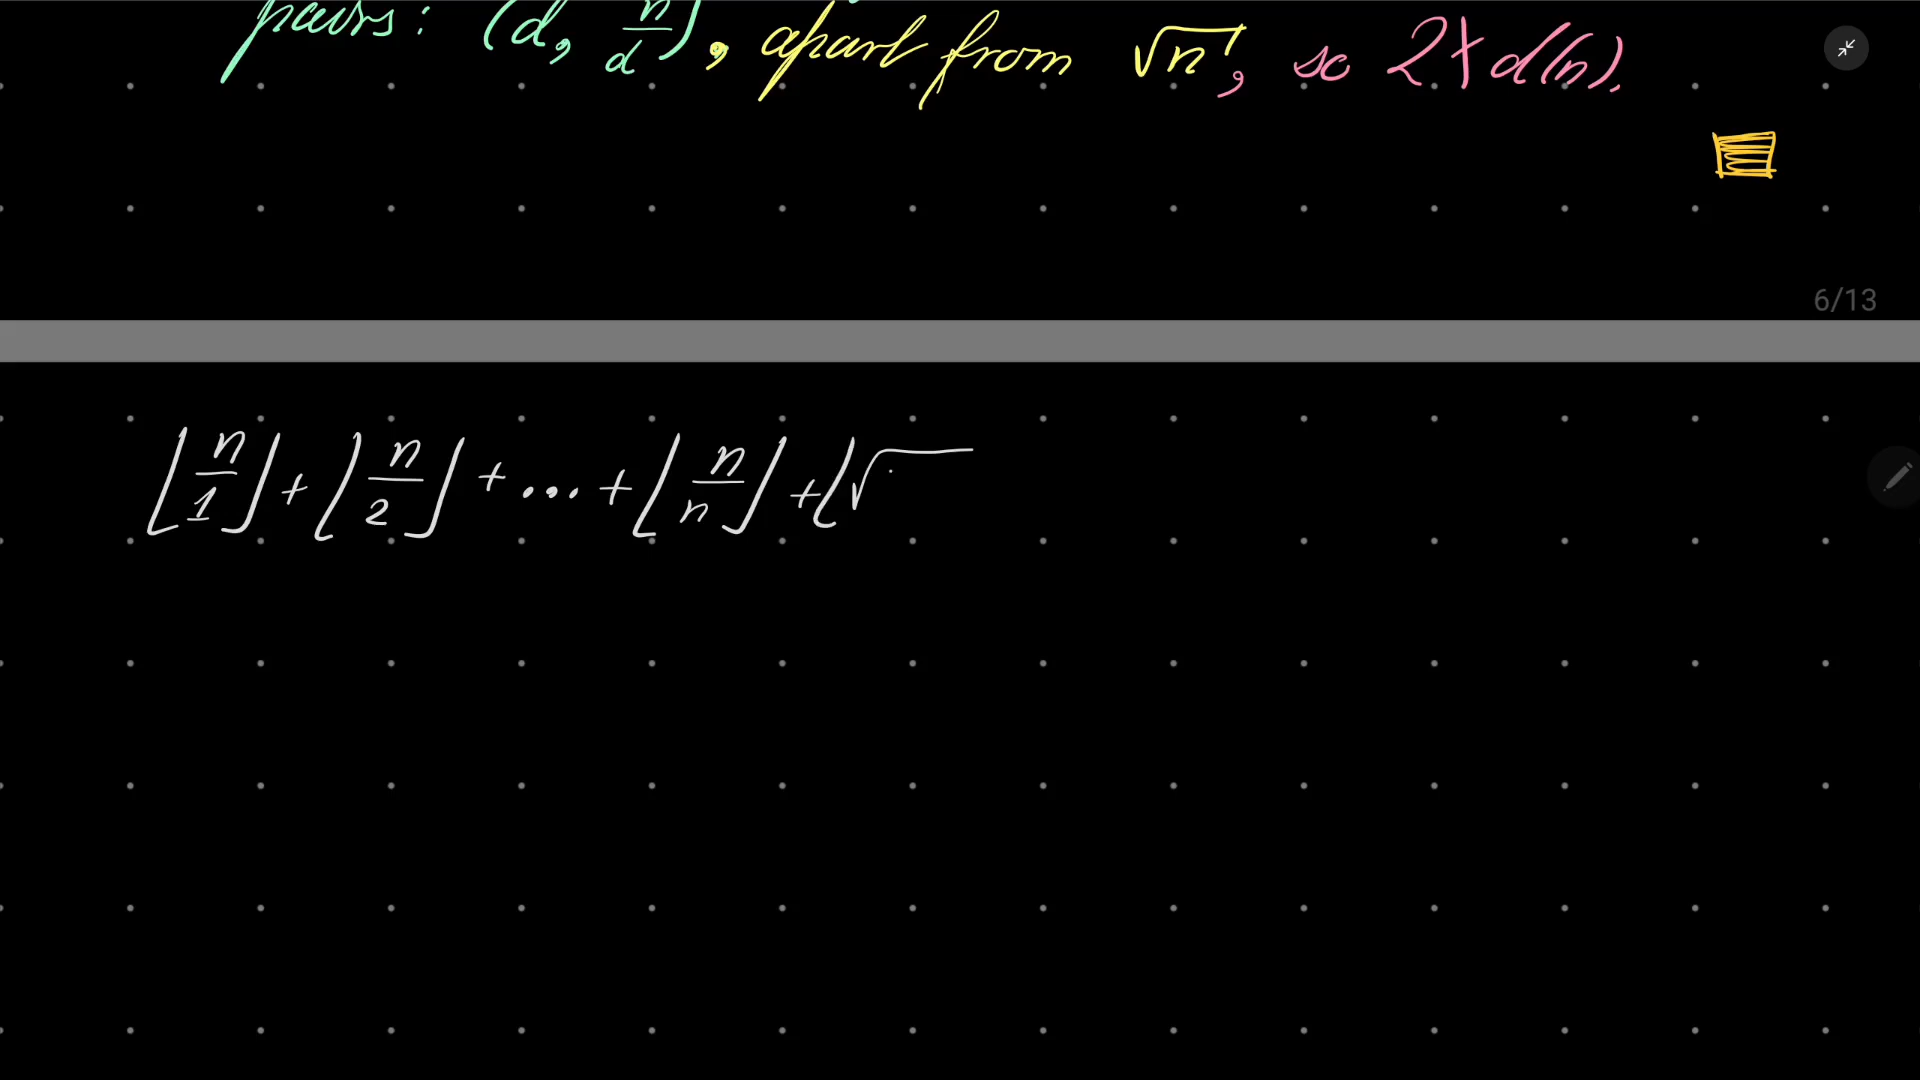 pairs: (d, n/d), apart from √n, so 2∤d(n).
6/13
⌊n/1⌋+⌊n/2⌋+...+⌊n/n⌋+⌊√